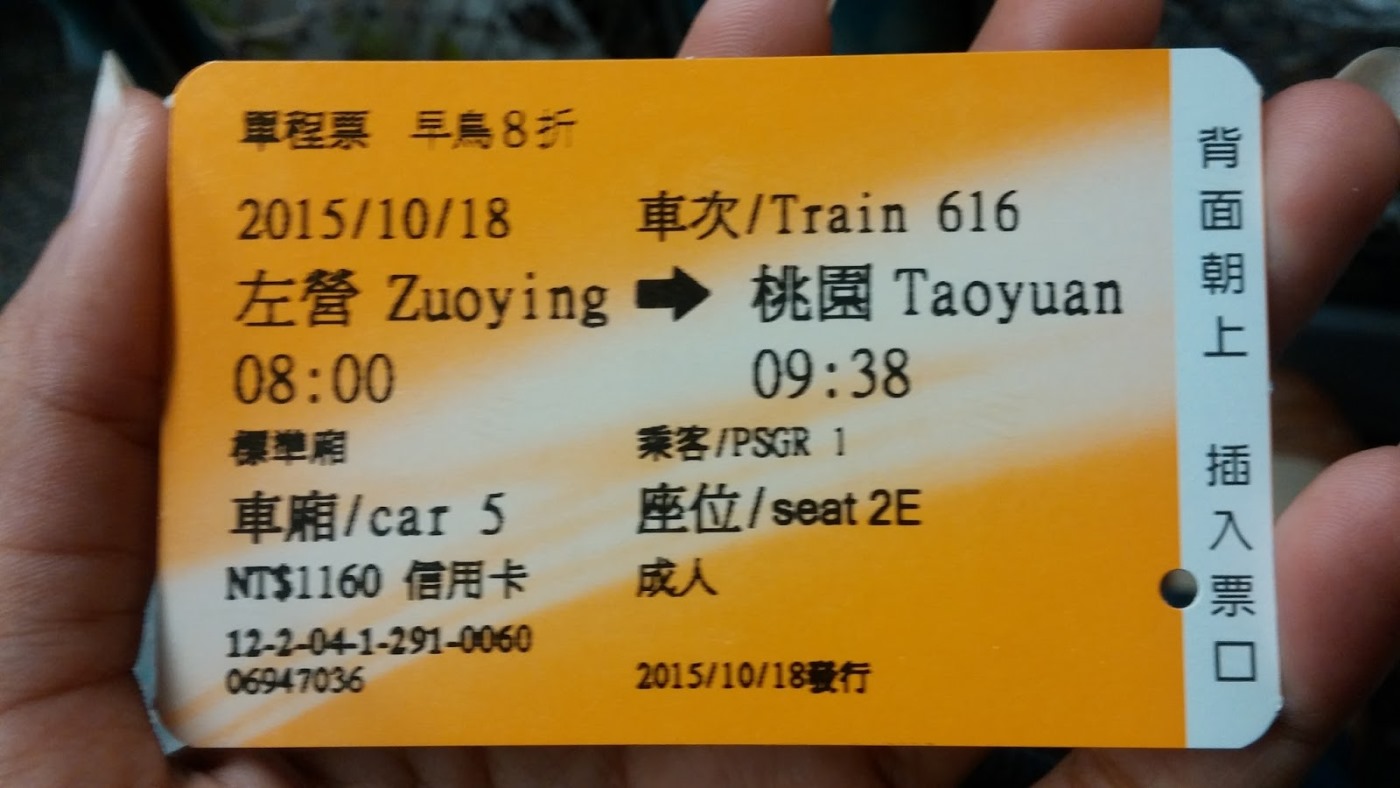 單程票 早鳥8折
2015/10/18 車次/Train 616
左營 Zuoying ➡ 桃園 Taoyuan
08:00 09:38
標準廂 乘客/PSGR 1
車廂/car 5 座位/seat 2E
NT$1160 信用卡 成人
12-2-04-1-291-0060
06947036 2015/10/18發行
背面朝上 插入票口